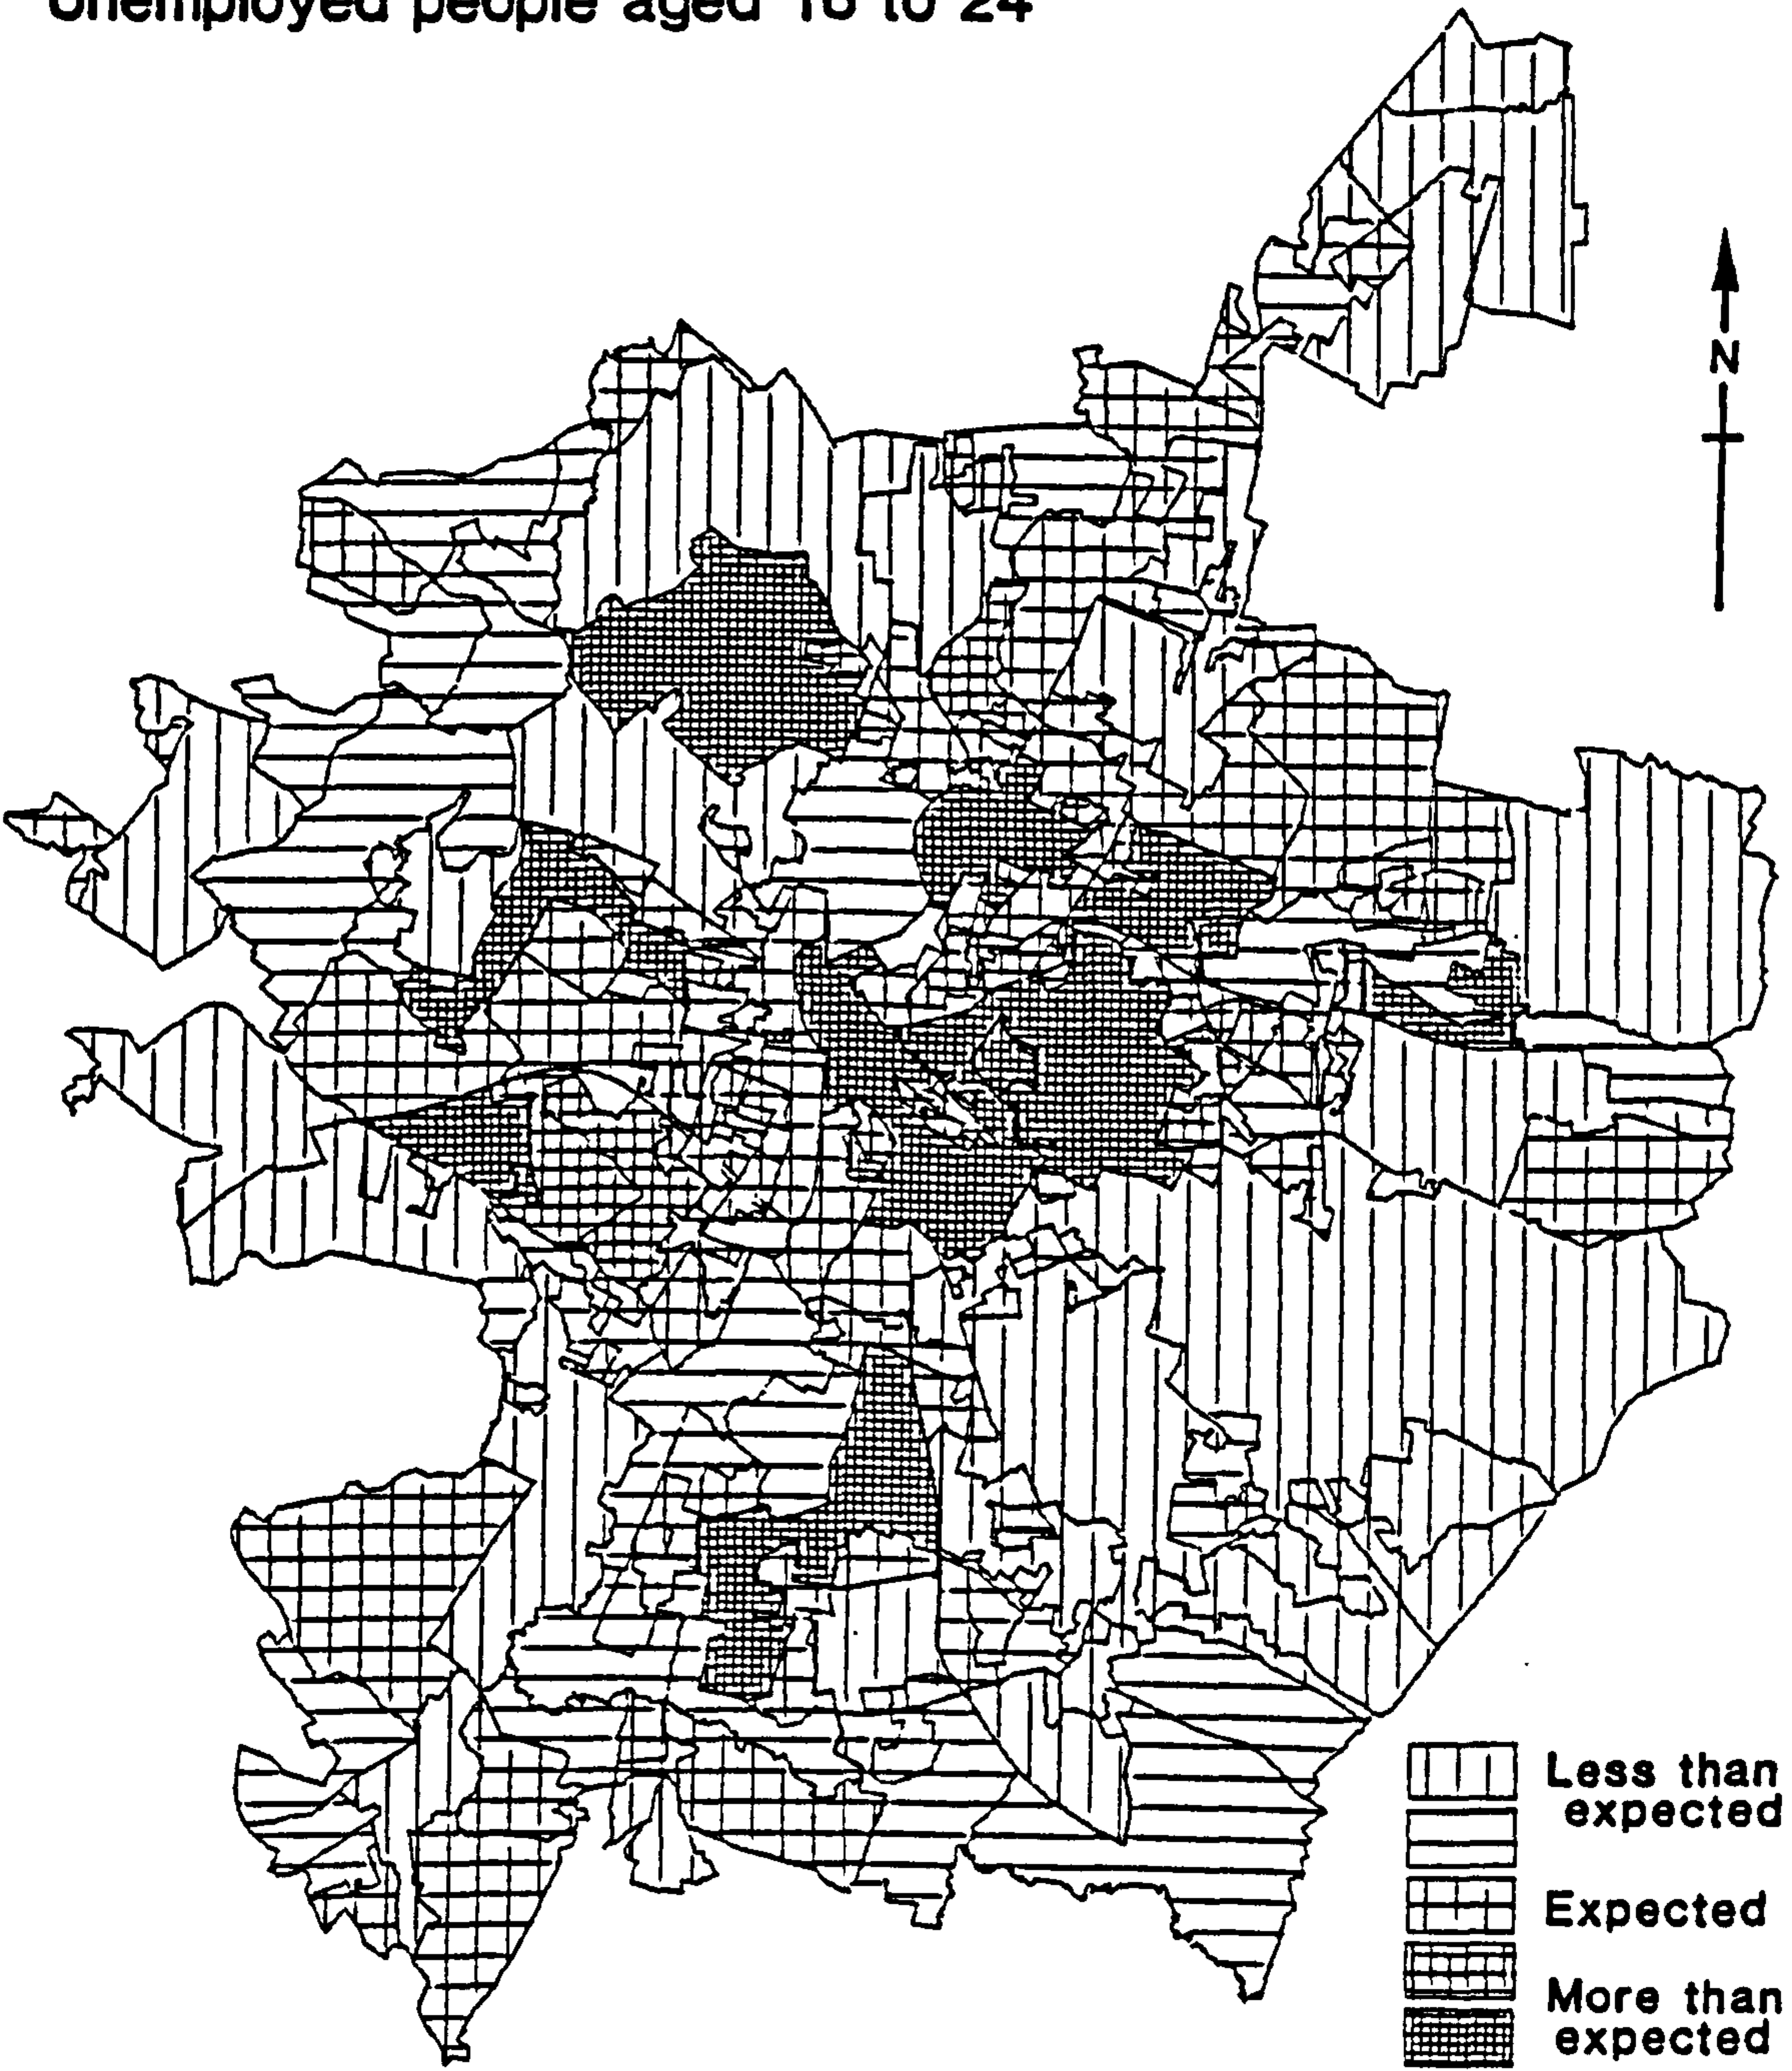 Unemployed people aged 16 to 24
N
Less than
expected
Expected
More than
expected